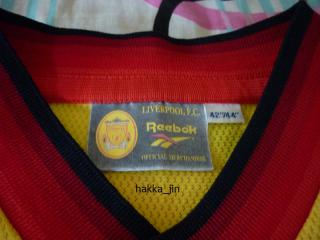 LIVERPOOL F.C.
Reebok
42"/44"
OFFICIAL MERCHANDISE
hakka_jin